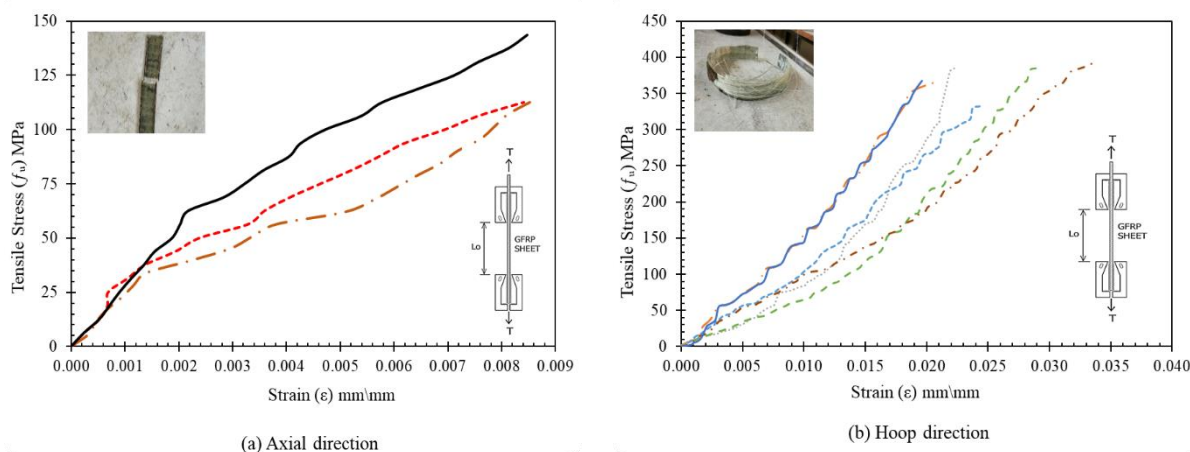 150
125
100
75
50
25
0
Tensile Stress (fᵤ) MPa
0.000 0.001 0.002 0.003 0.004 0.005 0.006 0.007 0.008 0.009
Strain (ε) mm\mm
T
Lo
GFRP
SHEET
T
(a) Axial direction
450
400
350
300
250
200
150
100
50
0
Tensile Stress (fᵤ) MPa
0.000 0.005 0.010 0.015 0.020 0.025 0.030 0.035 0.040
Strain (ε) mm\mm
T
Lo
GFRP
SHEET
T
(b) Hoop direction